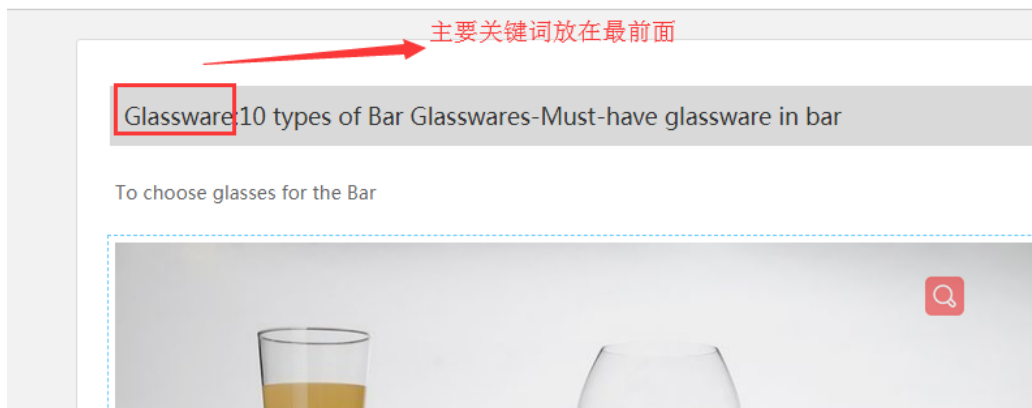 主要关键词放在最前面
Glassware:10 types of Bar Glasswares-Must-have glassware in bar
To choose glasses for the Bar